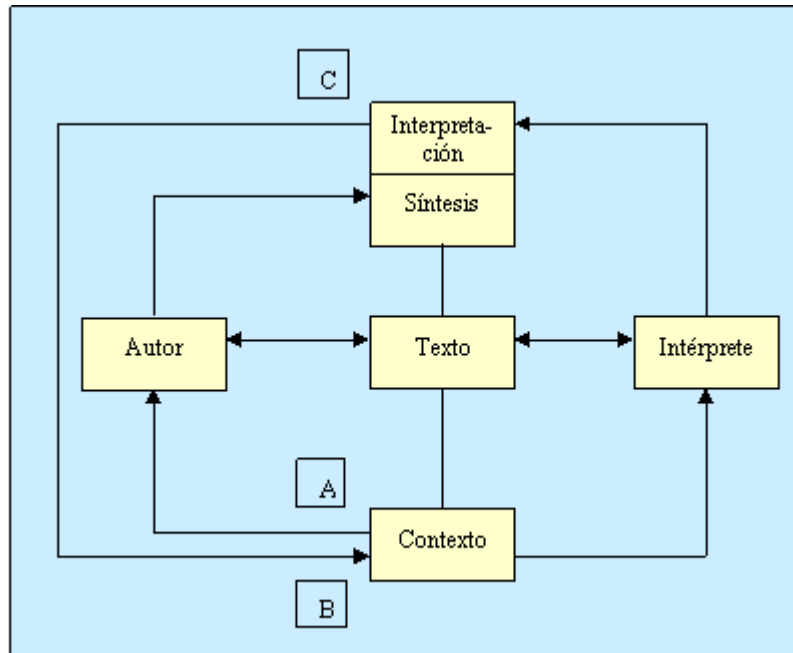 C
Interpreta-
ción
Síntesis
Autor
Texto
Intérprete
A
Contexto
B